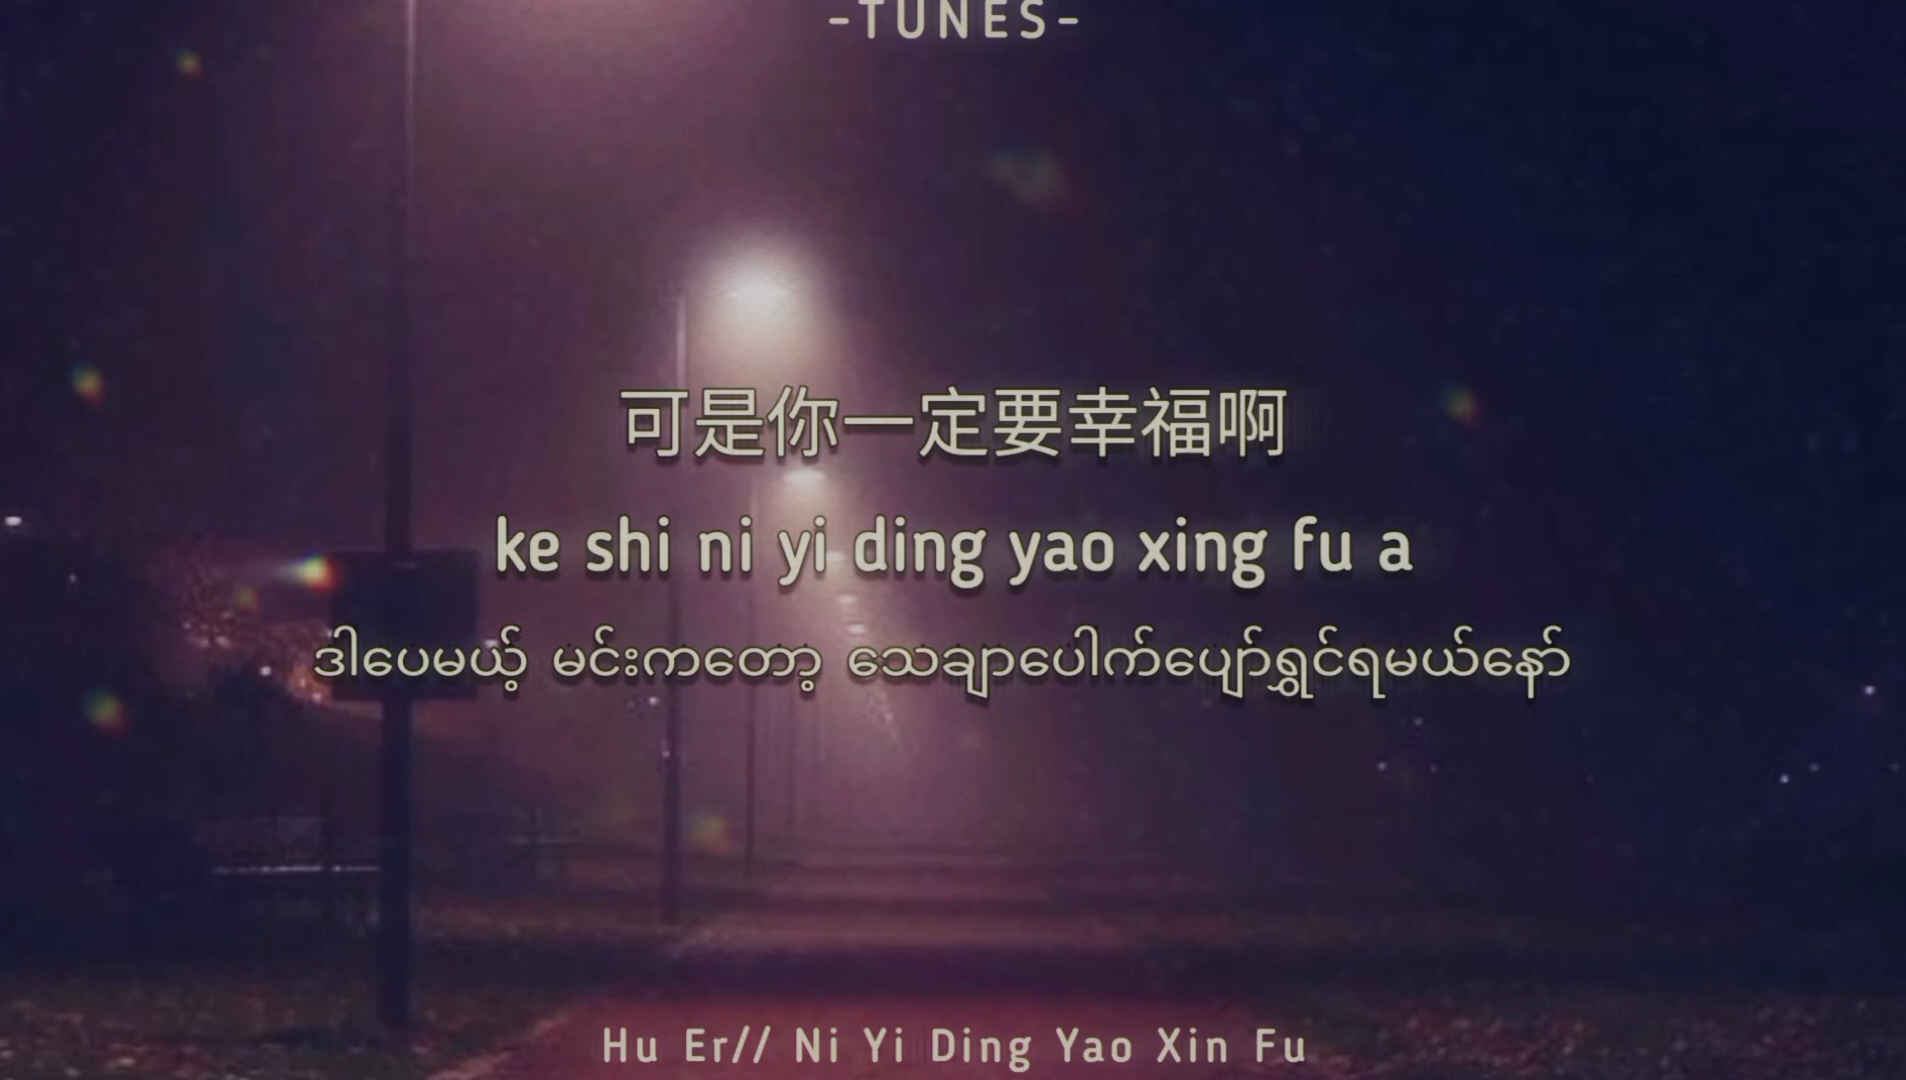 -TUNES-
可是你一定要幸福啊
ke shi ni yi ding yao xing fu a
ဒါပေမယ့် မင်းကတော့ သေချာပေါက်ပျော်ရွှင်ရမယ်နော်
Hu Er// Ni Yi Ding Yao Xin Fu